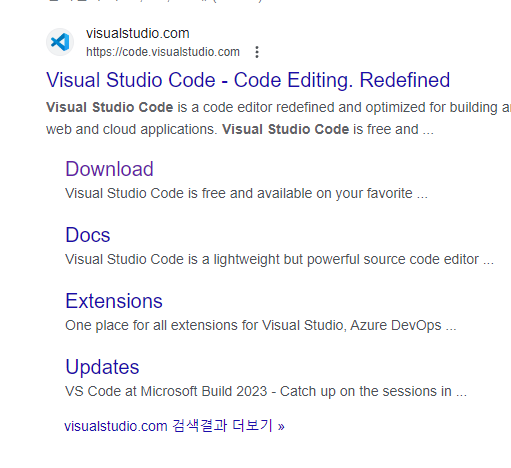 visualstudio.com
https://code.visualstudio.com
Visual Studio Code - Code Editing. Redefined
Visual Studio Code is a code editor redefined and optimized for building
web and cloud applications. Visual Studio Code is free and ...
Download
Visual Studio Code is free and available on your favorite ...
Docs
Visual Studio Code is a lightweight but powerful source code editor ...
Extensions
One place for all extensions for Visual Studio, Azure DevOps ...
Updates
VS Code at Microsoft Build 2023 - Catch up on the sessions in ...
visualstudio.com 검색결과 더보기 »